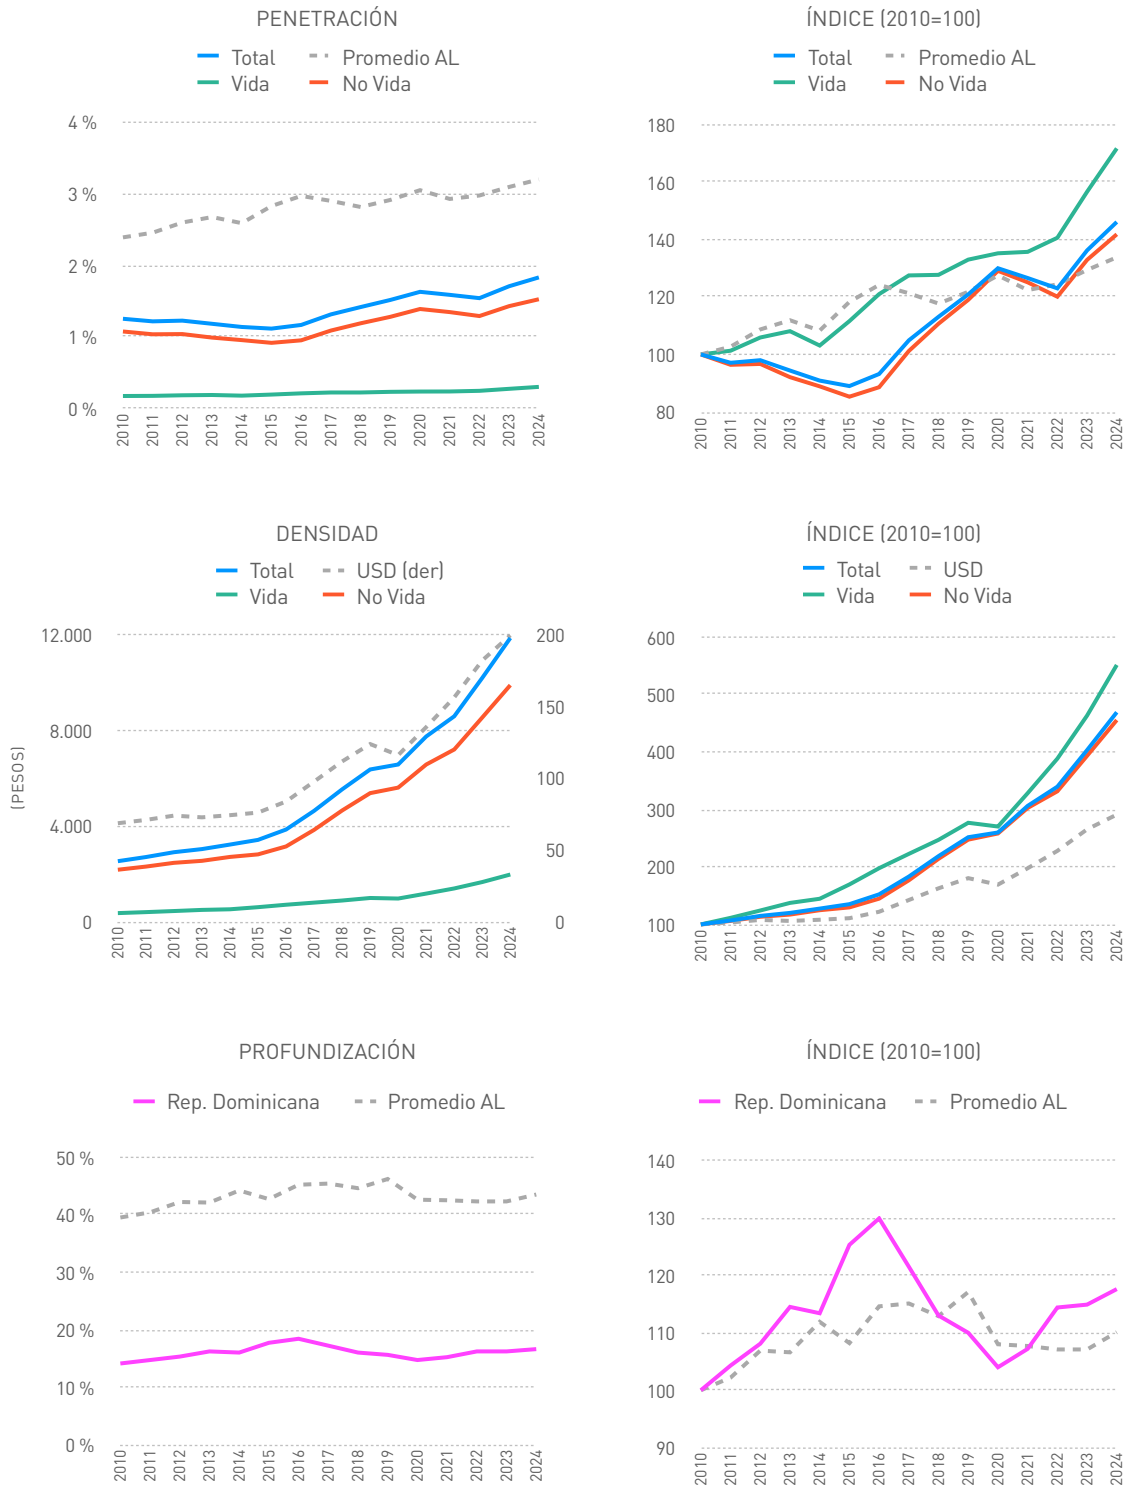 PENETRACIÓN
Total Promedio AL
Vida No Vida
4 %
3 %
2 %
1 %
0 %
2010 2011 2012 2013 2014 2015 2016 2017 2018 2019 2020 2021 2022 2023 2024
ÍNDICE (2010=100)
Total Promedio AL
Vida No Vida
180
160
140
120
100
80
2010 2011 2012 2013 2014 2015 2016 2017 2018 2019 2020 2021 2022 2023 2024
DENSIDAD
Total USD (der)
Vida No Vida
(PESOS)
12.000 200
150
8.000
100
4.000
50
0 0
2010 2011 2012 2013 2014 2015 2016 2017 2018 2019 2020 2021 2022 2023 2024
ÍNDICE (2010=100)
Total USD
Vida No Vida
600
500
400
300
200
100
2010 2011 2012 2013 2014 2015 2016 2017 2018 2019 2020 2021 2022 2023 2024
PROFUNDIZACIÓN
Rep. Dominicana Promedio AL
50 %
40 %
30 %
20 %
10 %
0 %
2010 2011 2012 2013 2014 2015 2016 2017 2018 2019 2020 2021 2022 2023 2024
ÍNDICE (2010=100)
Rep. Dominicana Promedio AL
140
130
120
110
100
90
2010 2011 2012 2013 2014 2015 2016 2017 2018 2019 2020 2021 2022 2023 2024